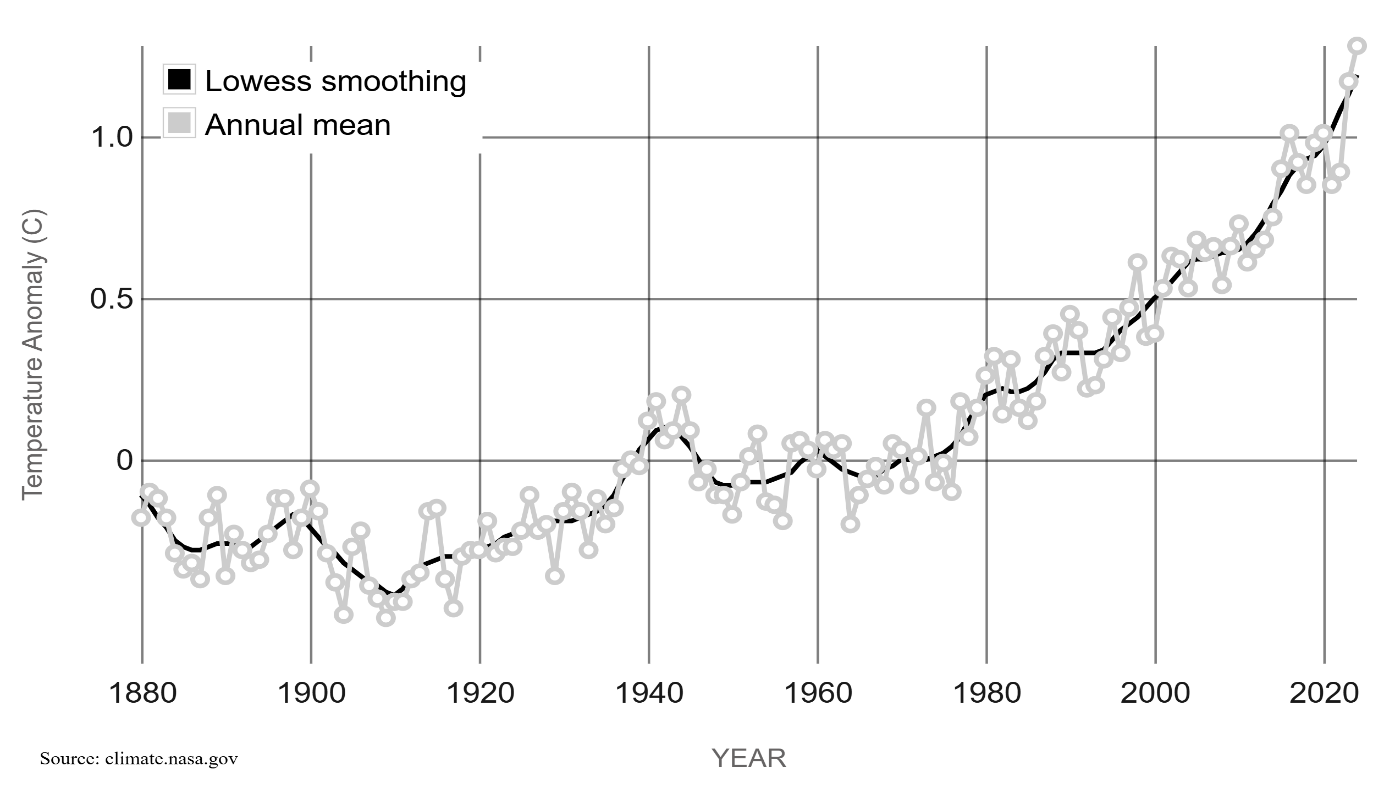 Lowess smoothing
Annual mean
1.0
0.5
0
Temperature Anomaly (C)
1880 1900 1920 1940 1960 1980 2000 2020
YEAR
Source: climate.nasa.gov